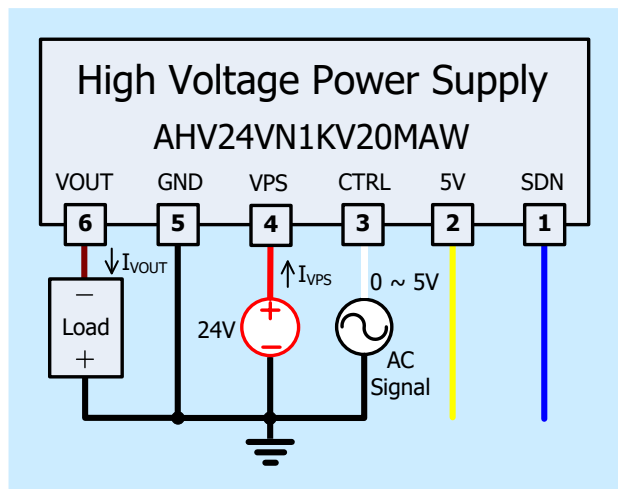 High Voltage Power Supply
AHV24VN1KV20MAW
VOUT GND VPS CTRL 5V SDN
6 5 4 3 2 1
↓IVOUT ↑IVPS 0 ~ 5V
−
Load
+
24V
+
−
AC
Signal